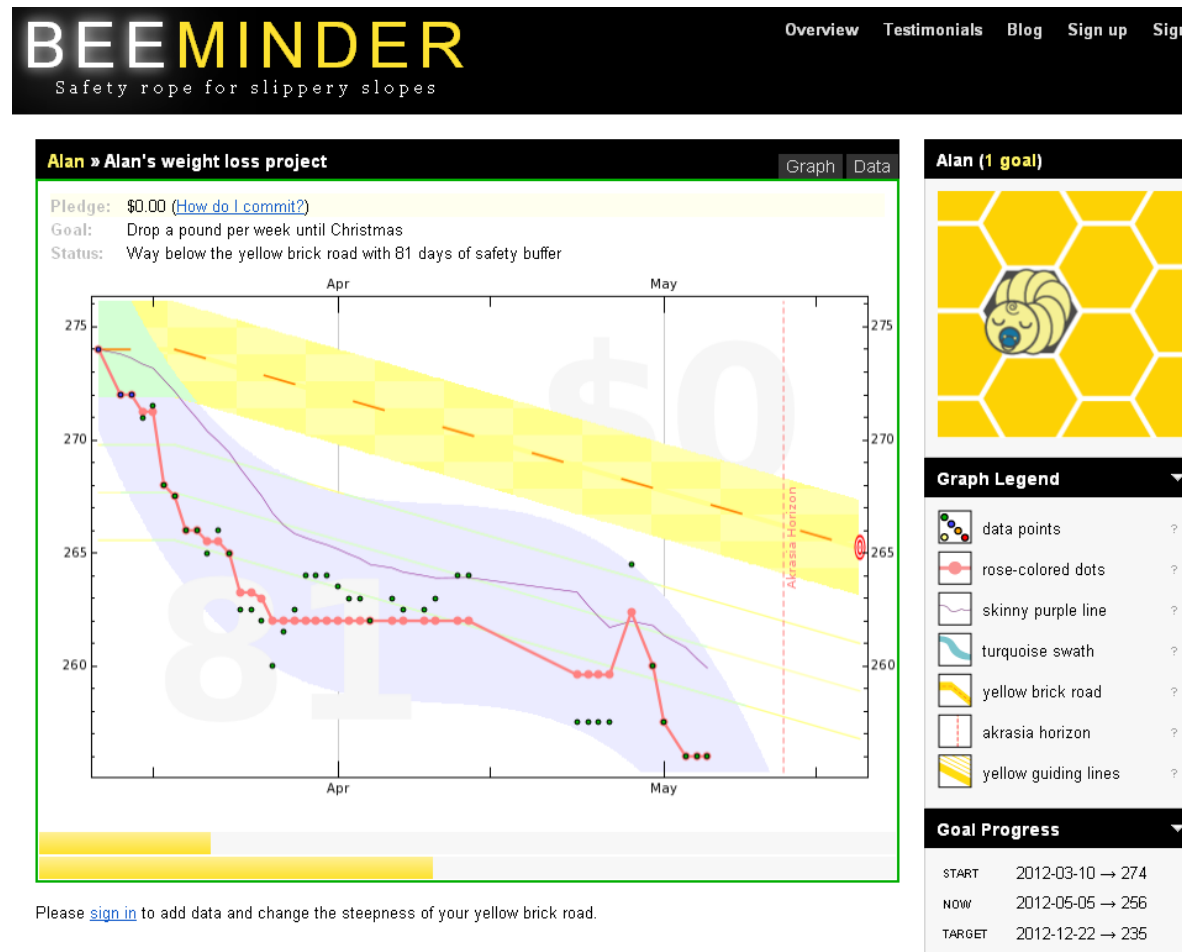 BEEMINDER
Safety rope for slippery slopes
Overview Testimonials Blog Sign up
Alan » Alan's weight loss project
Graph Data
Pledge: $0.00 (How do I commit?)
Goal: Drop a pound per week until Christmas
Status: Way below the yellow brick road with 81 days of safety buffer
Apr May
275 275
270 270
265 265
260 260
$0
81
Akrasia Horizon
Apr May
Please sign in to add data and change the steepness of your yellow brick road.
Alan (1 goal)
Graph Legend
data points ?
rose-colored dots ?
skinny purple line ?
turquoise swath ?
yellow brick road ?
akrasia horizon ?
yellow guiding lines ?
Goal Progress
START 2012-03-10 → 274
NOW 2012-05-05 → 256
TARGET 2012-12-22 → 235